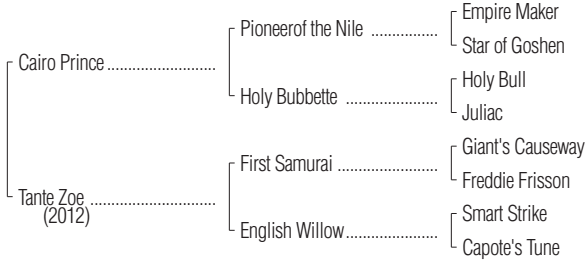 Cairo Prince ..........................
Pioneerof the Nile ................
Empire Maker
Star of Goshen
Holy Bubbette ......................
Holy Bull
Juliac
Tante Zoe ..............................
(2012)
First Samurai ........................
Giant's Causeway
Freddie Frisson
English Willow......................
Smart Strike
Capote's Tune